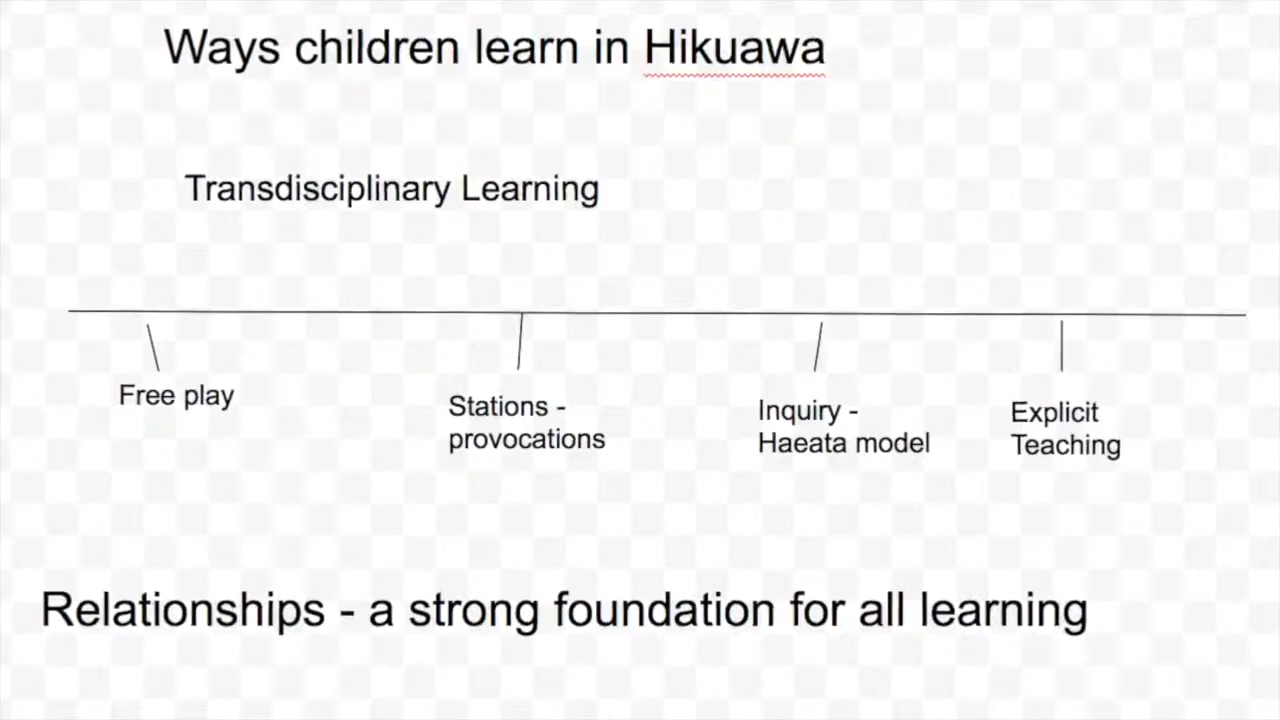 Ways children learn in Hikuawa
Transdisciplinary Learning
Free play
Stations -
provocations
Inquiry -
Haeata model
Explicit
Teaching
Relationships - a strong foundation for all learning